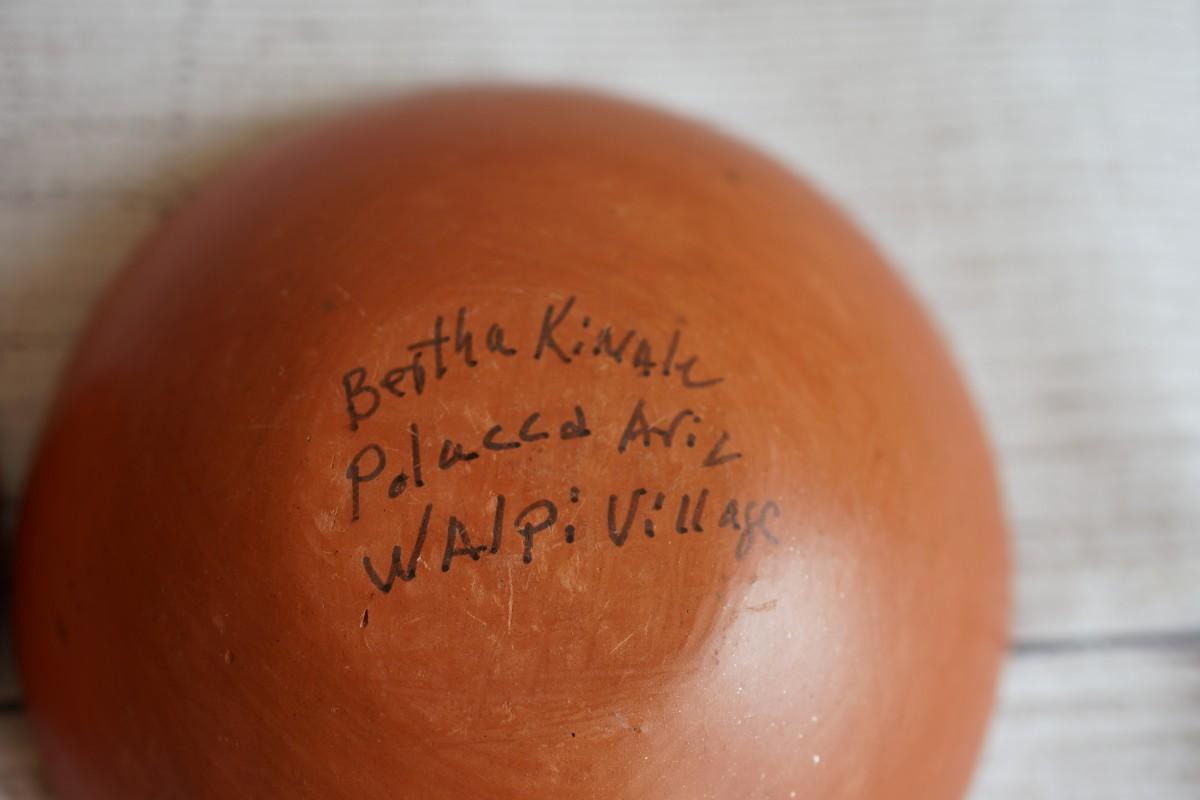 Bertha Kinale
Polacca Ariz
WAlPi Village